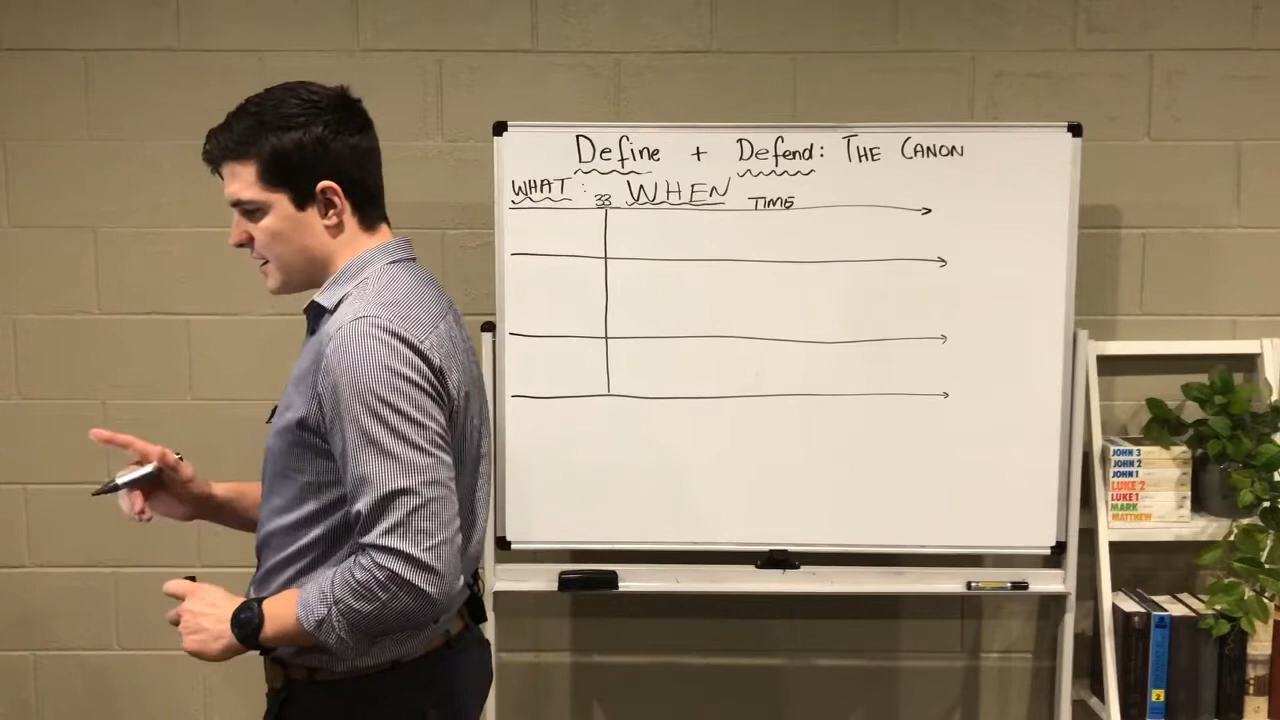 Define + Defend: THE CANON
WHAT: WHEN
33 TIME
JOHN 3
JOHN 2
JOHN 1
LUKE 2
LUKE 1
MARK
MATTHEW
2